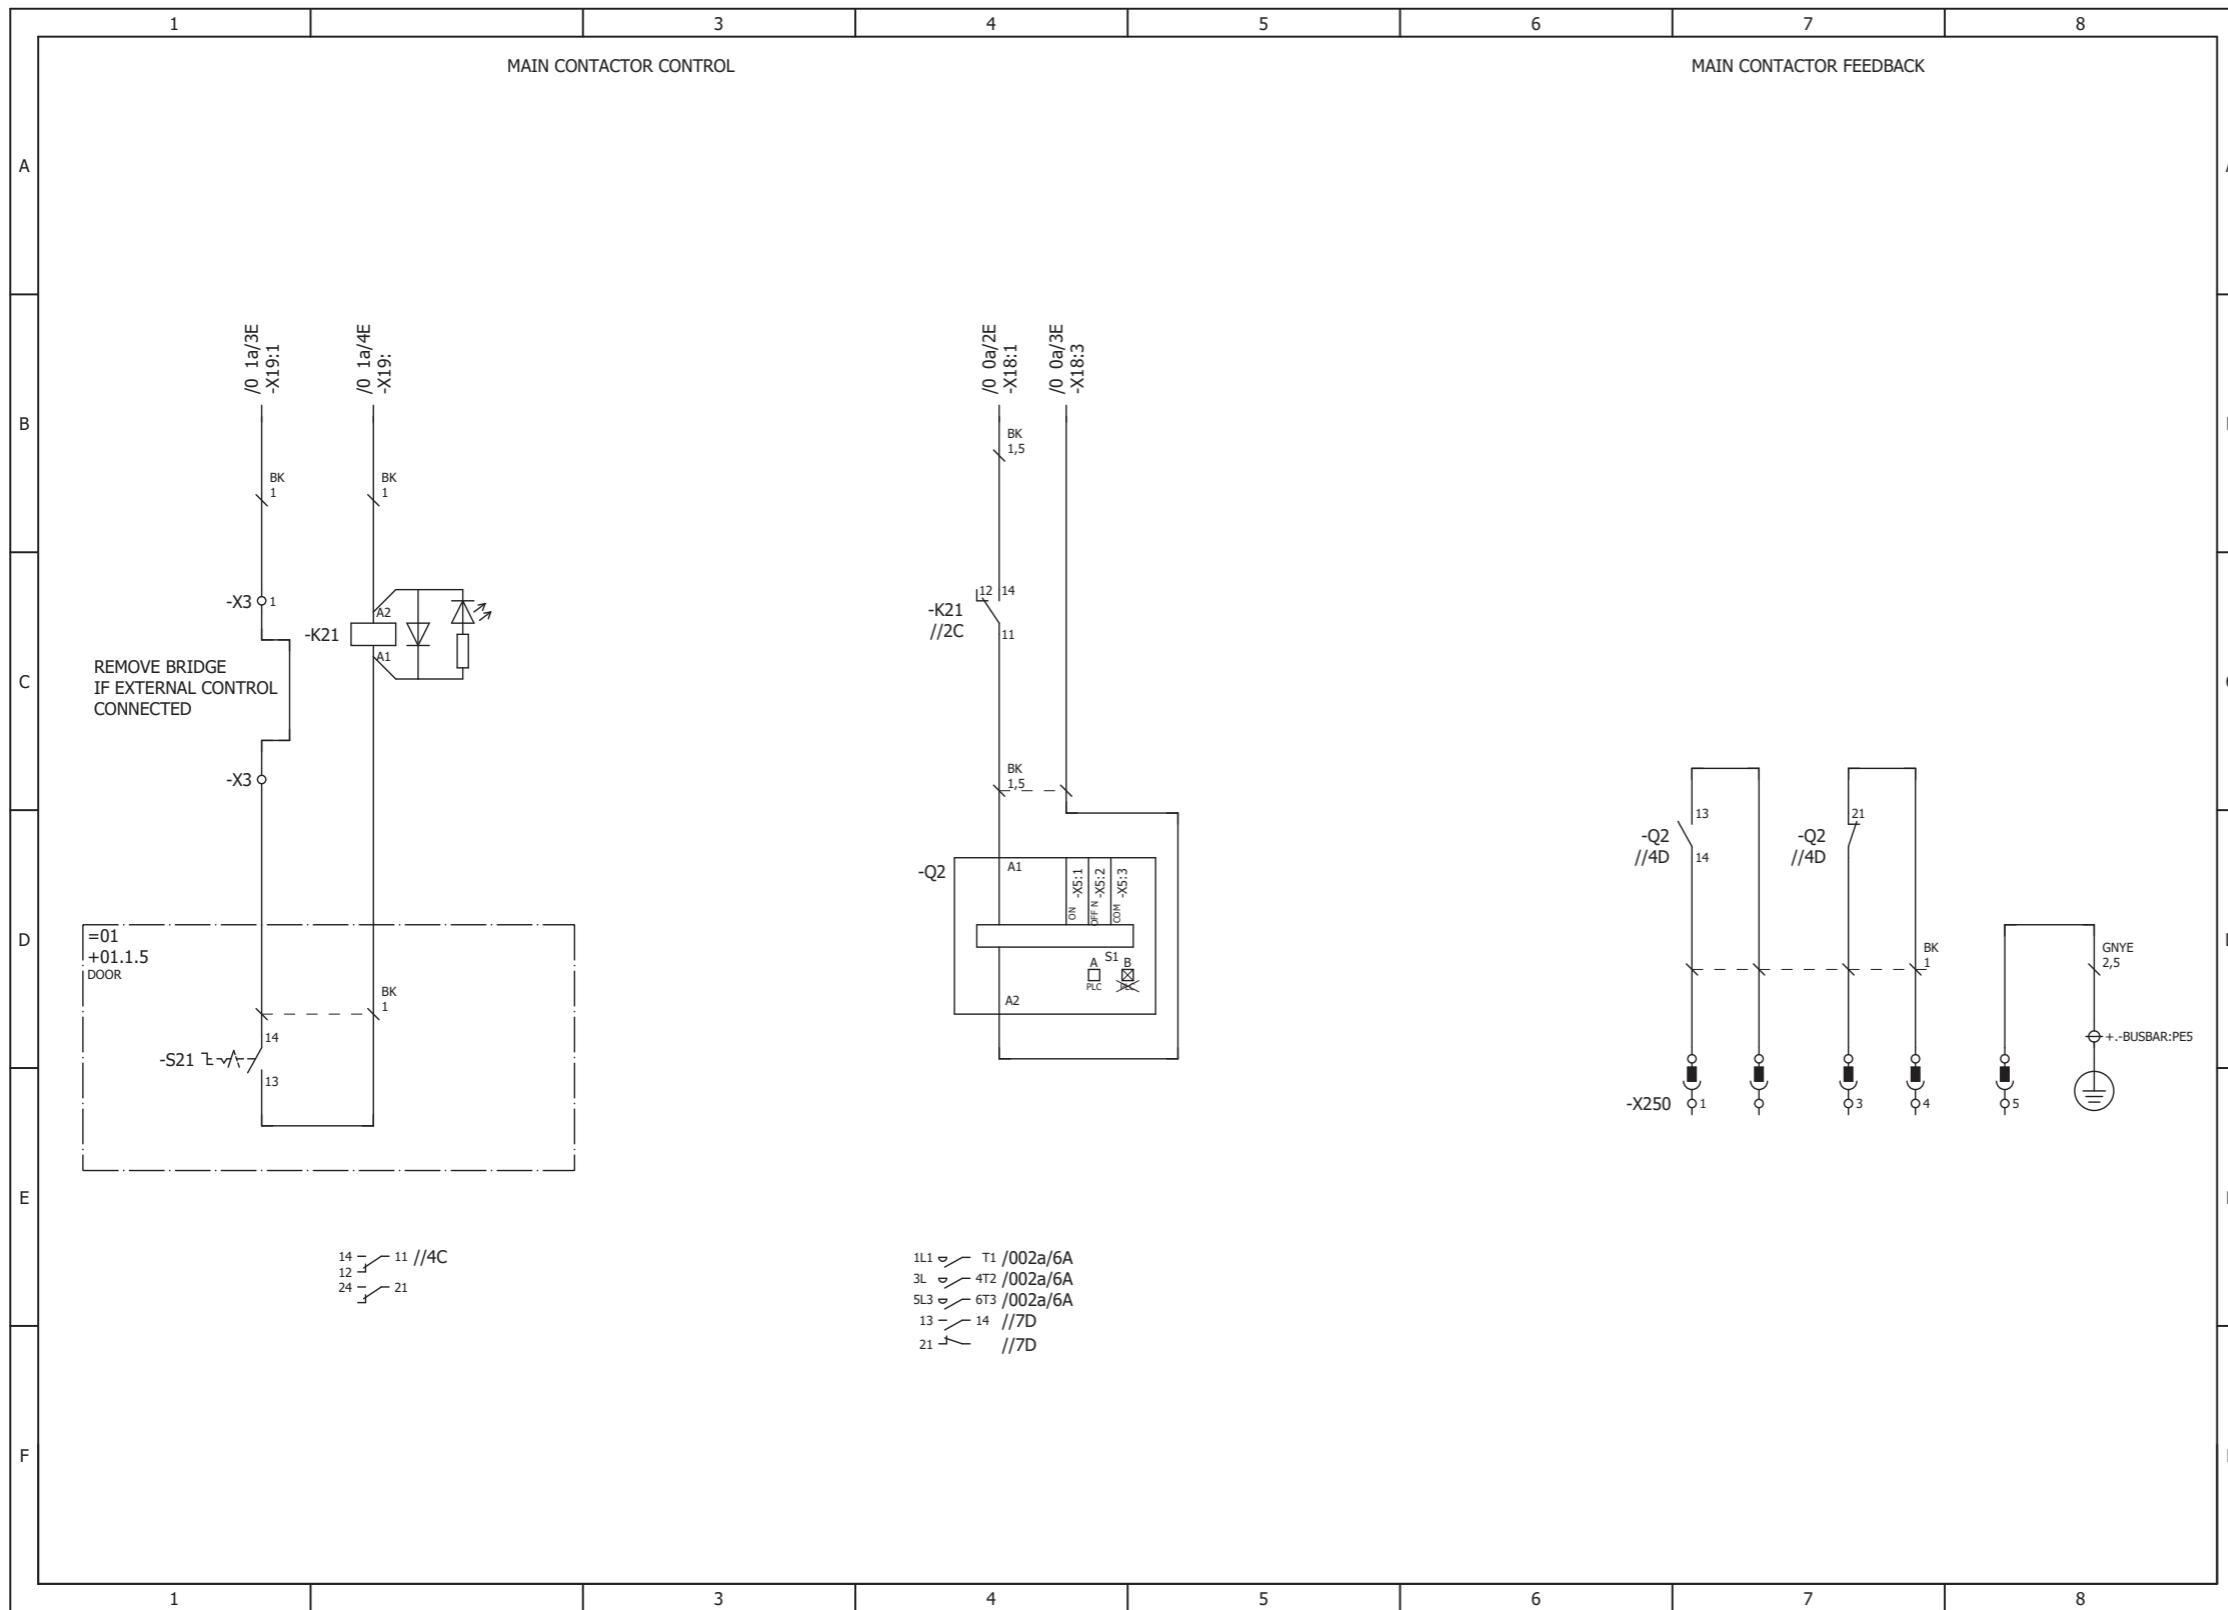 1
3
4
5
6
7
8
MAIN CONTACTOR CONTROL
MAIN CONTACTOR FEEDBACK
A
B
C
D
E
F
/0 1a/3E
-X19:1
/0 1a/4E
-X19:
/0 0a/2E
-X18:1
/0 0a/3E
-X18:3
BK
1
BK
1
BK
1,5
-X3
1
-K21
A2
A1
REMOVE BRIDGE
IF EXTERNAL CONTROL
CONNECTED
-X3
-K21
//2C
12
14
11
BK
1,5
-Q2
A1
ON
-X5:1
OFF N
-X5:2
COM
-X5:3
S1
A
B
PLC
PLC
A2
=01
+01.1.5
DOOR
BK
1
-S21
14
13
-Q2
//4D
13
14
-Q2
//4D
21
BK
1
GNYE
2,5
+.-BUSBAR:PE5
-X250
1
3
4
5
14
11 //4C
12
24
21
1L1
T1 /002a/6A
3L
4T2 /002a/6A
5L3
6T3 /002a/6A
13
14 //7D
21
//7D
1
3
4
5
6
7
8